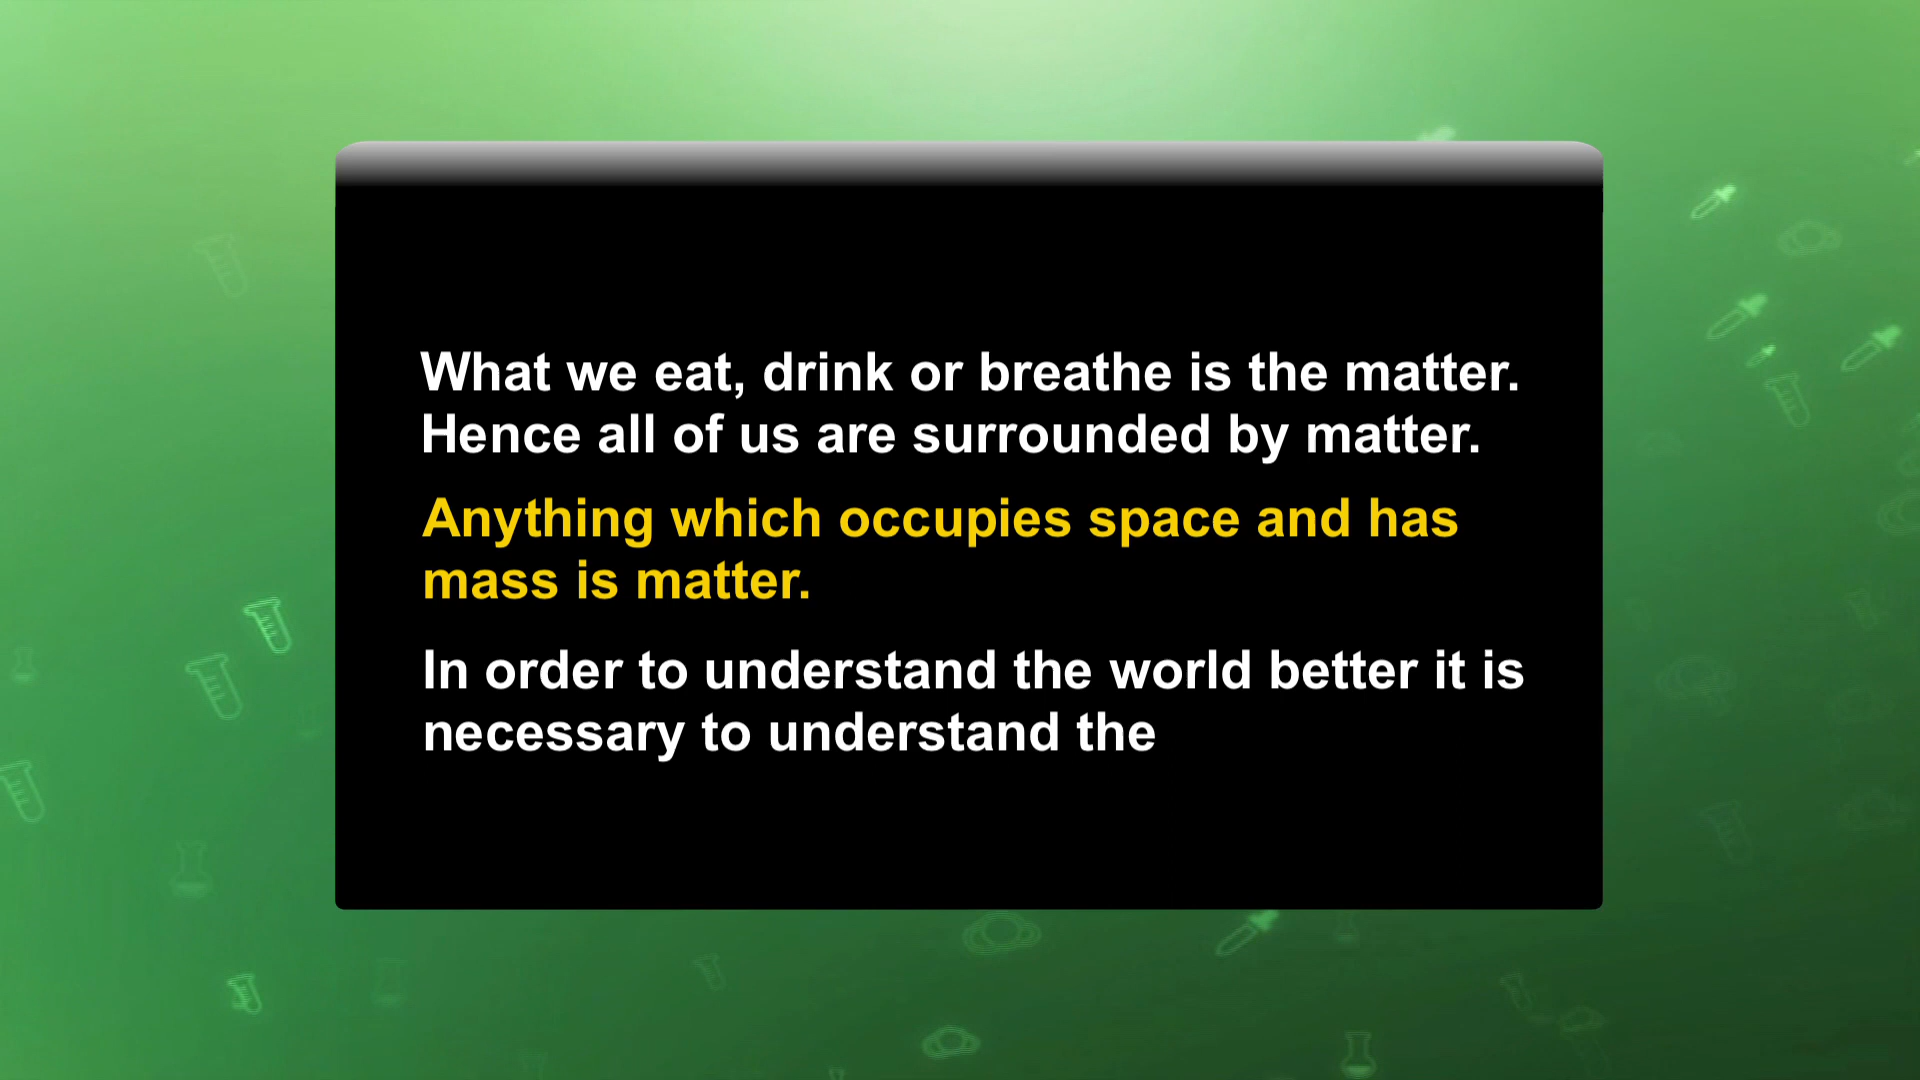 What we eat, drink or breathe is the matter.
Hence all of us are surrounded by matter.
Anything which occupies space and has
mass is matter.
In order to understand the world better it is
necessary to understand the